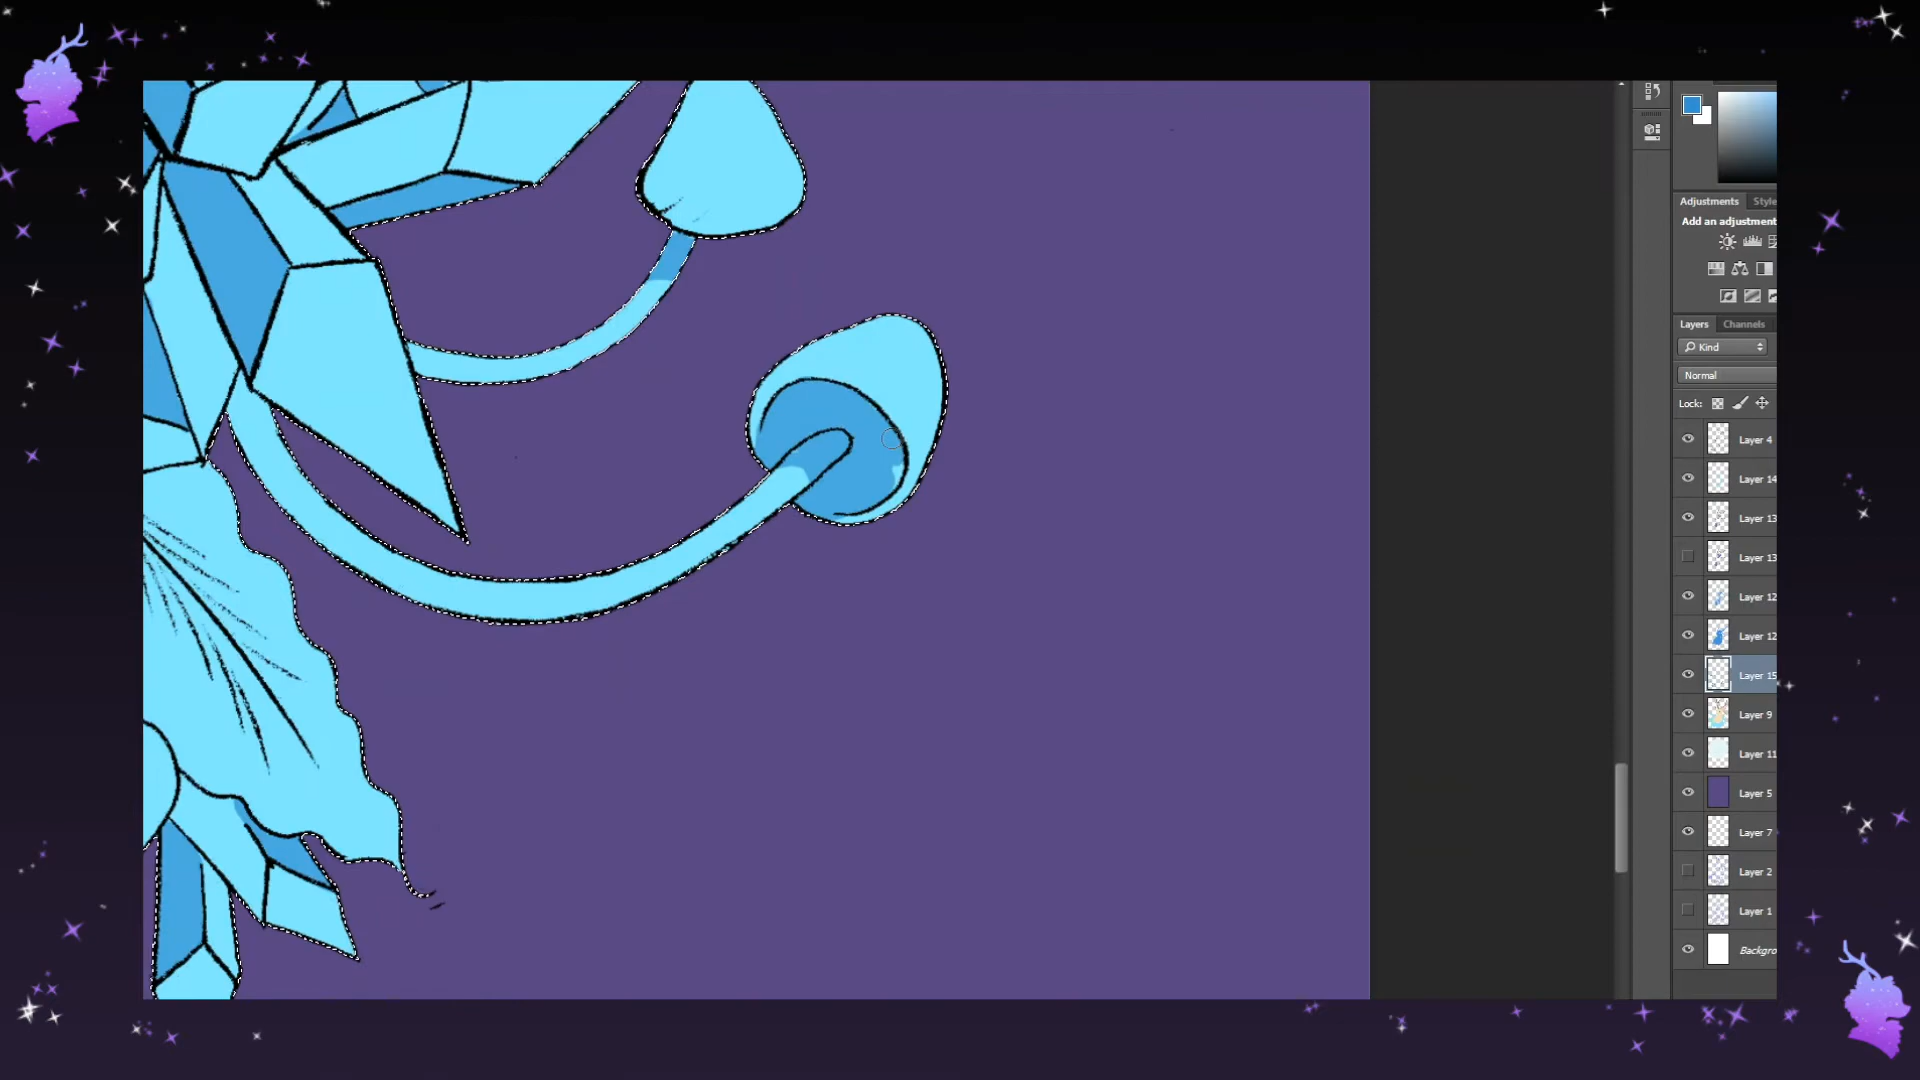 Adjustments Style
Add an adjustment
Layers Channels
Kind
Normal
Lock:
Layer 4
Layer 14
Layer 13
Layer 13
Layer 12
Layer 12
Layer 15
Layer 9
Layer 11
Layer 5
Layer 7
Layer 2
Layer 1
Backgro